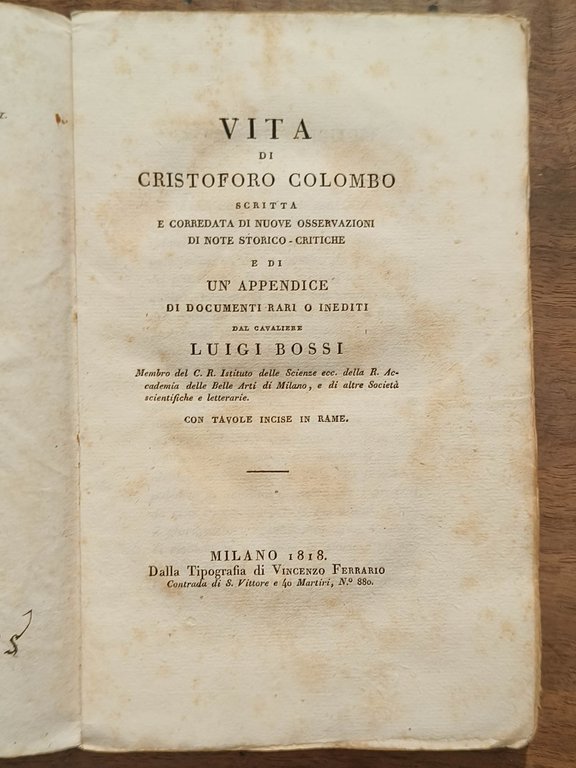 VITA
DI
CRISTOFORO COLOMBO
SCRITTA
E CORREDATA DI NUOVE OSSERVAZIONI
DI NOTE STORICO-CRITICHE
E DI
UN' APPENDICE
DI DOCUMENTI RARI O INEDITI
DAL CAVALIERE
LUIGI BOSSI
Membro del C. R. Istituto delle Scienze ecc. della R. Ac-
cademia delle Belle Arti di Milano, e di altre Società
scientifiche e letterarie.
CON TAVOLE INCISE IN RAME.
MILANO 1818.
Dalla Tipografia di VINCENZO FERRARIO
Contrada di S. Vittore e 40 Martiri, N.º 880.